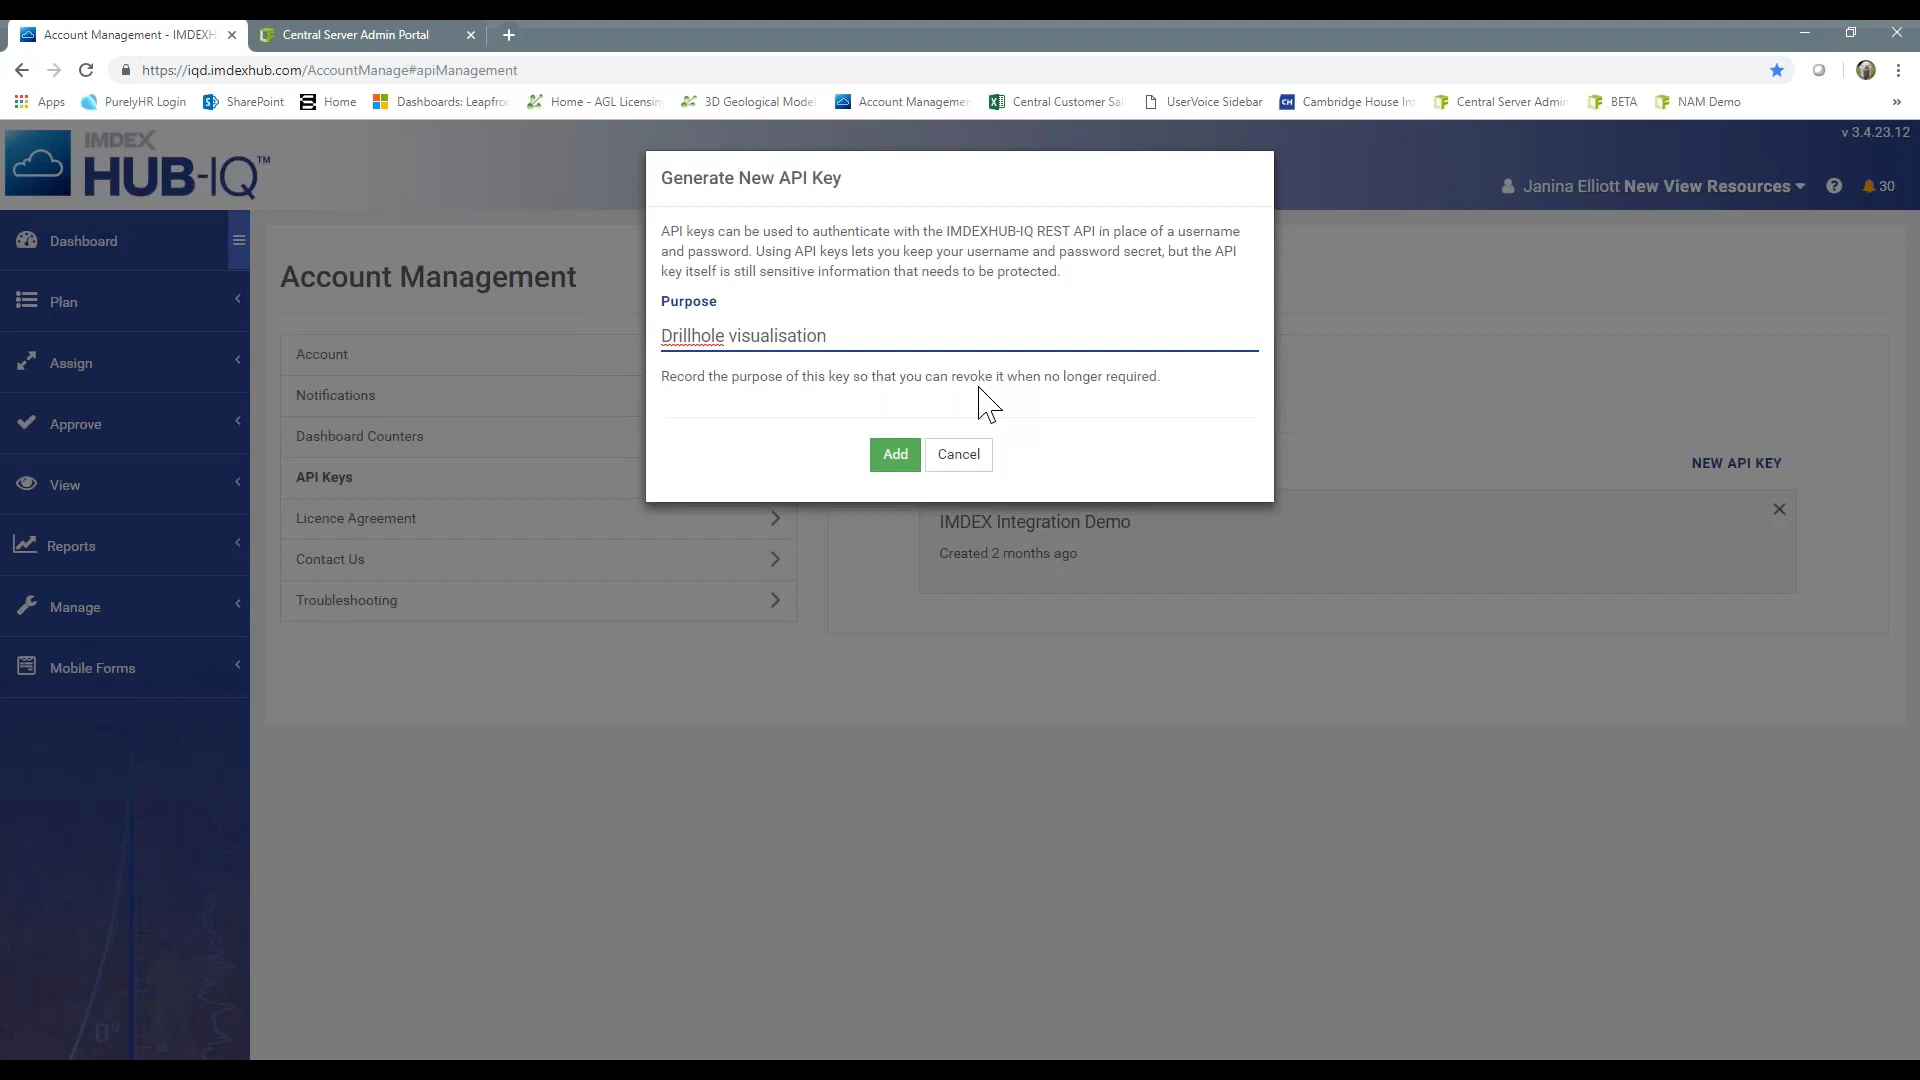 Account Management - IMDEXH
Central Server Admin Portal
https://iqd.imdexhub.com/AccountManage#apiManagement
Apps
PurelyHR Login
SharePoint
Home
Dashboards: Leapfro
Home - AGL Licensin
3D Geological Model
Account Managemen
Central Customer Sal
UserVoice Sidebar
CH
Cambridge House Int
Central Server Admin
BETA
NAM Demo
»
IMDEX
HUB-IQ™
v 3.4.23.12
Janina Elliott New View Resources
30
Dashboard
Plan
Assign
Approve
View
Reports
Manage
Mobile Forms
0°
Account Management
Account
Notifications
Dashboard Counters
API Keys
Licence Agreement
Contact Us
Troubleshooting
Generate New API Key
API keys can be used to authenticate with the IMDEXHUB-IQ REST API in place of a username
and password. Using API keys lets you keep your username and password secret, but the API
key itself is still sensitive information that needs to be protected.
Purpose
Drillhole visualisation
Record the purpose of this key so that you can revoke it when no longer required.
Add
Cancel
NEW API KEY
IMDEX Integration Demo
Created 2 months ago